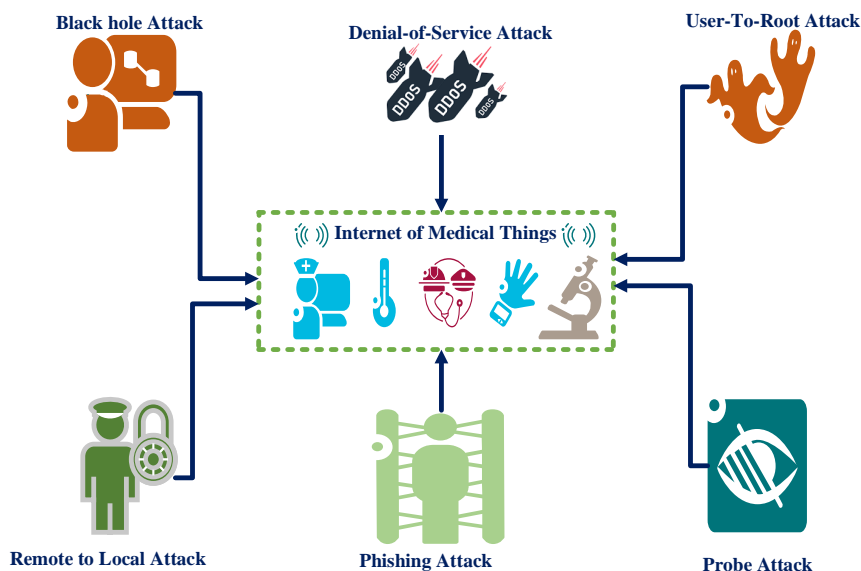 Black hole Attack
Denial-of-Service Attack
User-To-Root Attack
DDoS
DDoS
DDoS
DDoS
Internet of Medical Things
Remote to Local Attack
Phishing Attack
Probe Attack